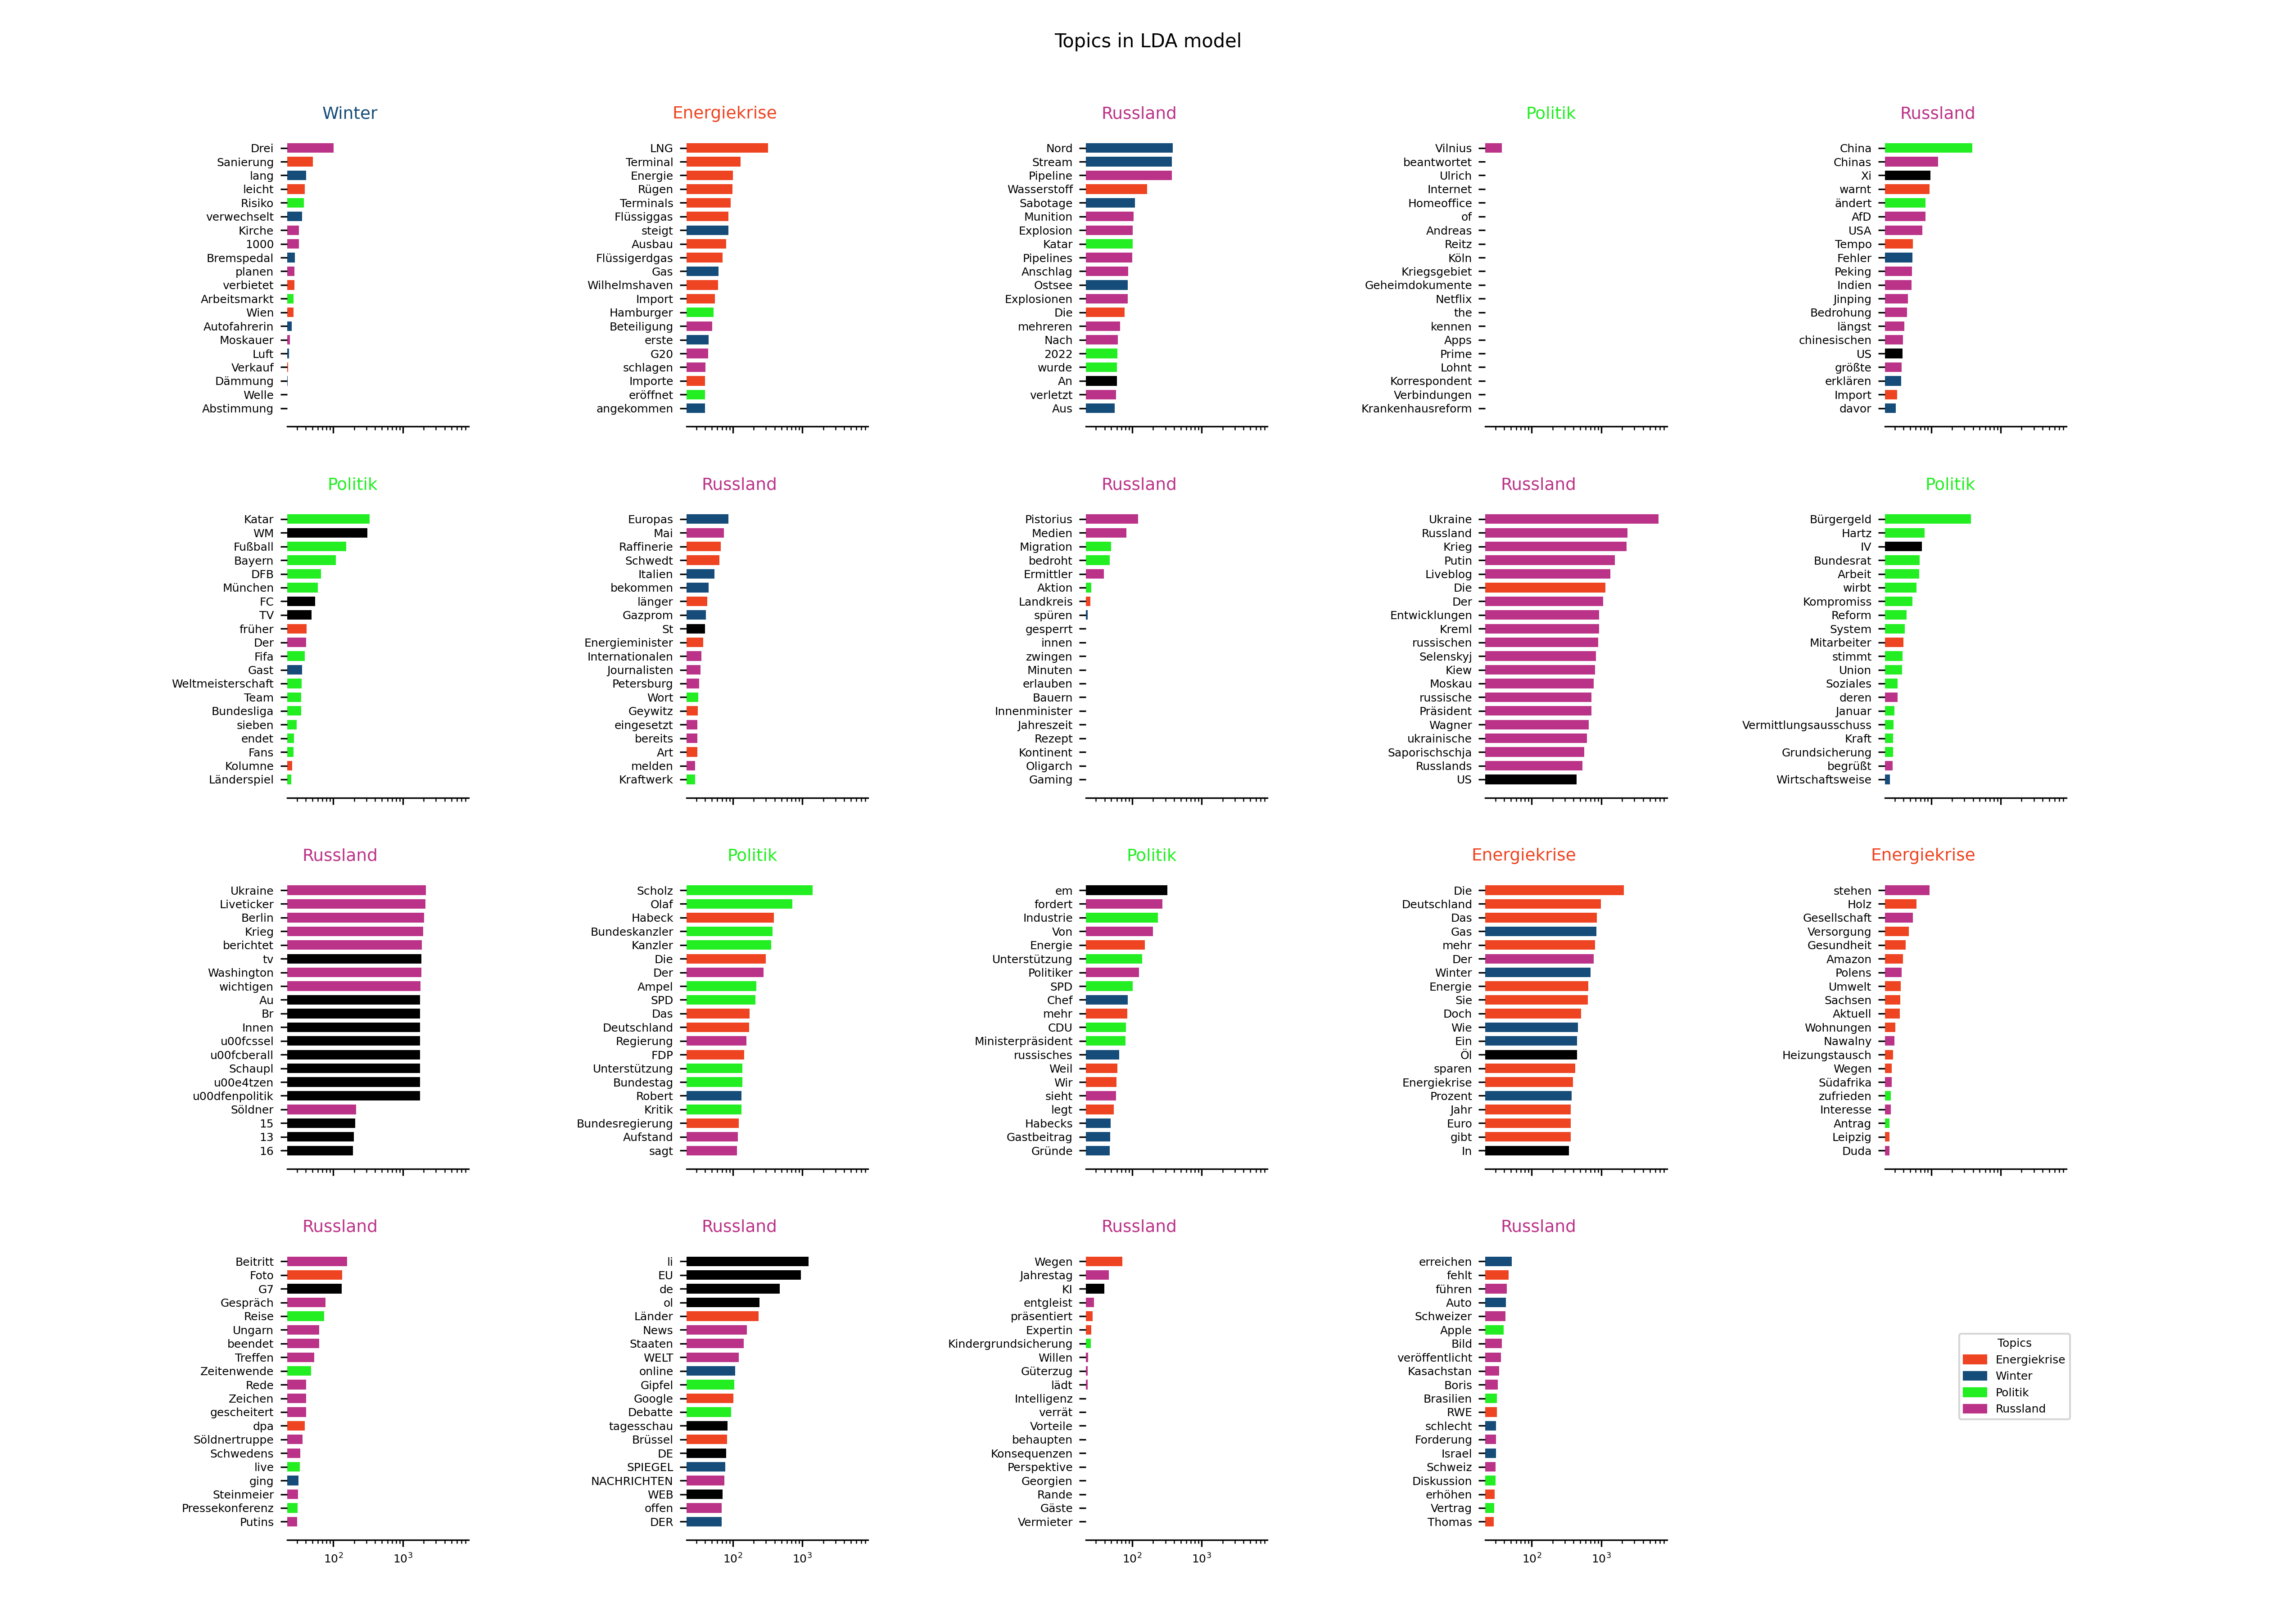 Topics in LDA model
Winter
Drei
Sanierung
lang
leicht
Risiko
verwechselt
Kirche
1000
Bremspedal
planen
verbietet
Arbeitsmarkt
Wien
Autofahrerin
Moskauer
Luft
Verkauf
Dämmung
Welle
Abstimmung
Energiekrise
LNG
Terminal
Energie
Rügen
Terminals
Flüssiggas
steigt
Ausbau
Flüssigerdgas
Gas
Wilhelmshaven
Import
Hamburger
Beteiligung
erste
G20
schlagen
Importe
eröffnet
angekommen
Russland
Nord
Stream
Pipeline
Wasserstoff
Sabotage
Munition
Explosion
Katar
Pipelines
Anschlag
Ostsee
Explosionen
Die
mehreren
Nach
2022
wurde
An
verletzt
Aus
Politik
Vilnius
beantwortet
Ulrich
Internet
Homeoffice
of
Andreas
Reitz
Köln
Kriegsgebiet
Geheimdokumente
Netflix
the
kennen
Apps
Prime
Lohnt
Korrespondent
Verbindungen
Krankenhausreform
Russland
China
Chinas
Xi
warnt
ändert
AfD
USA
Tempo
Fehler
Peking
Indien
Jinping
Bedrohung
längst
chinesischen
US
größte
erklären
Import
davor
Politik
Katar
WM
Fußball
Bayern
DFB
München
FC
TV
früher
Der
Fifa
Gast
Weltmeisterschaft
Team
Bundesliga
sieben
endet
Fans
Kolumne
Länderspiel
Russland
Europas
Mai
Raffinerie
Schwedt
Italien
bekommen
länger
Gazprom
St
Energieminister
Internationalen
Journalisten
Petersburg
Wort
Geywitz
eingesetzt
bereits
Art
melden
Kraftwerk
Russland
Pistorius
Medien
Migration
bedroht
Ermittler
Aktion
Landkreis
spüren
gesperrt
innen
zwingen
Minuten
erlauben
Bauern
Innenminister
Jahreszeit
Rezept
Kontinent
Oligarch
Gaming
Russland
Ukraine
Russland
Krieg
Putin
Liveblog
Die
Der
Entwicklungen
Kreml
russischen
Selenskyj
Kiew
Moskau
russische
Präsident
Wagner
ukrainische
Saporischschja
Russlands
US
Politik
Bürgergeld
Hartz
IV
Bundesrat
Arbeit
wirbt
Kompromiss
Reform
System
Mitarbeiter
stimmt
Union
Soziales
deren
Januar
Vermittlungsausschuss
Kraft
Grundsicherung
begrüßt
Wirtschaftsweise
Russland
Ukraine
Liveticker
Berlin
Krieg
berichtet
tv
Washington
wichtigen
Au
Br
Innen
u00fcssel
u00fcberall
Schaupl
u00e4tzen
u00dfenpolitik
Söldner
15
13
16
Politik
Scholz
Olaf
Habeck
Bundeskanzler
Kanzler
Die
Der
Ampel
SPD
Das
Deutschland
Regierung
FDP
Unterstützung
Bundestag
Robert
Kritik
Bundesregierung
Aufstand
sagt
Politik
em
fordert
Industrie
Von
Energie
Unterstützung
Politiker
SPD
Chef
mehr
CDU
Ministerpräsident
russisches
Weil
Wir
sieht
legt
Habecks
Gastbeitrag
Gründe
Energiekrise
Die
Deutschland
Das
Gas
mehr
Der
Winter
Energie
Sie
Doch
Wie
Ein
Öl
sparen
Energiekrise
Prozent
Jahr
Euro
gibt
In
Energiekrise
stehen
Holz
Gesellschaft
Versorgung
Gesundheit
Amazon
Polens
Umwelt
Sachsen
Aktuell
Wohnungen
Nawalny
Heizungstausch
Wegen
Südafrika
zufrieden
Interesse
Antrag
Leipzig
Duda
Russland
Beitritt
Foto
G7
Gespräch
Reise
Ungarn
beendet
Treffen
Zeitenwende
Rede
Zeichen
gescheitert
dpa
Söldnertruppe
Schwedens
live
ging
Steinmeier
Pressekonferenz
Putins
10²
10³
Russland
li
EU
de
ol
Länder
News
Staaten
WELT
online
Gipfel
Google
Debatte
tagesschau
Brüssel
DE
SPIEGEL
NACHRICHTEN
WEB
offen
DER
10²
10³
Russland
Wegen
Jahrestag
KI
entgleist
präsentiert
Expertin
Kindergrundsicherung
Willen
Güterzug
lädt
Intelligenz
verrät
Vorteile
behaupten
Konsequenzen
Perspektive
Georgien
Rande
Gäste
Vermieter
10²
10³
Russland
erreichen
fehlt
führen
Auto
Schweizer
Apple
Bild
veröffentlicht
Kasachstan
Boris
Brasilien
RWE
schlecht
Forderung
Israel
Schweiz
Diskussion
erhöhen
Vertrag
Thomas
10²
10³
Topics
Energiekrise
Winter
Politik
Russland